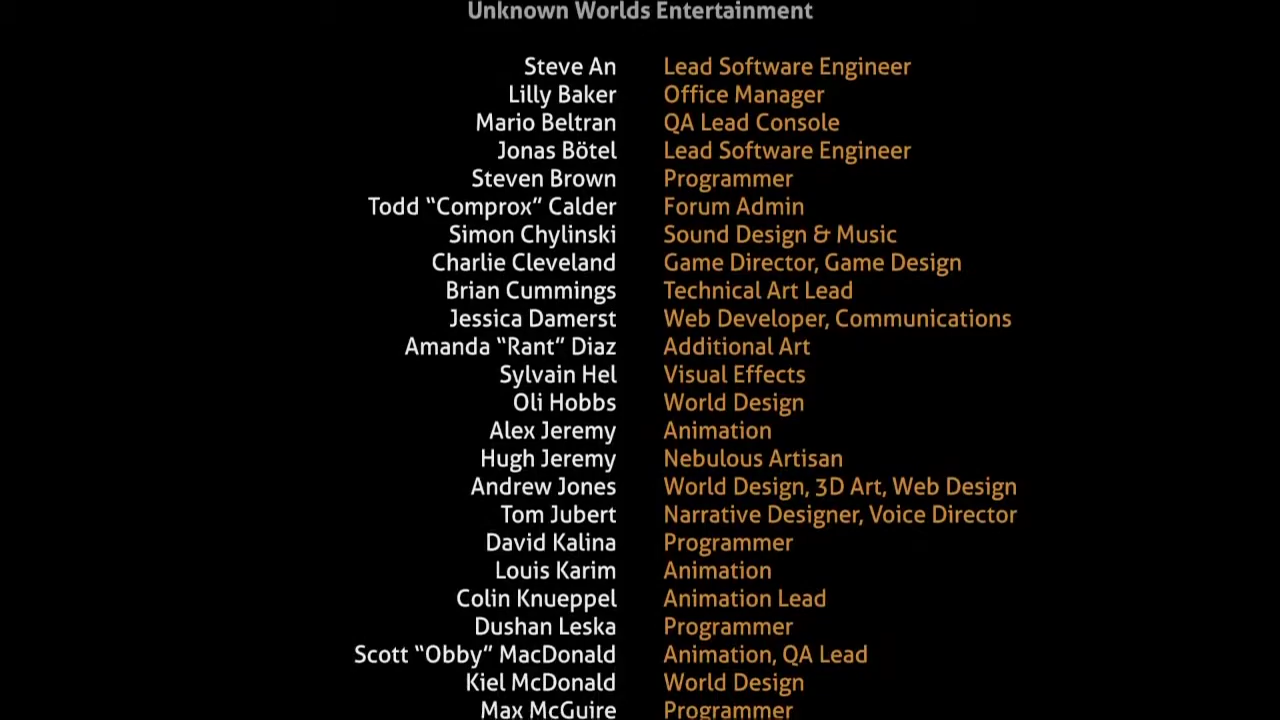 Unknown Worlds Entertainment
Steve An Lead Software Engineer
Lilly Baker Office Manager
Mario Beltran QA Lead Console
Jonas Bötel Lead Software Engineer
Steven Brown Programmer
Todd “Comprox” Calder Forum Admin
Simon Chylinski Sound Design & Music
Charlie Cleveland Game Director, Game Design
Brian Cummings Technical Art Lead
Jessica Damerst Web Developer, Communications
Amanda “Rant” Diaz Additional Art
Sylvain Hel Visual Effects
Oli Hobbs World Design
Alex Jeremy Animation
Hugh Jeremy Nebulous Artisan
Andrew Jones World Design, 3D Art, Web Design
Tom Jubert Narrative Designer, Voice Director
David Kalina Programmer
Louis Karim Animation
Colin Knueppel Animation Lead
Dushan Leska Programmer
Scott “Obby” MacDonald Animation, QA Lead
Kiel McDonald World Design
Max McGuire Programmer